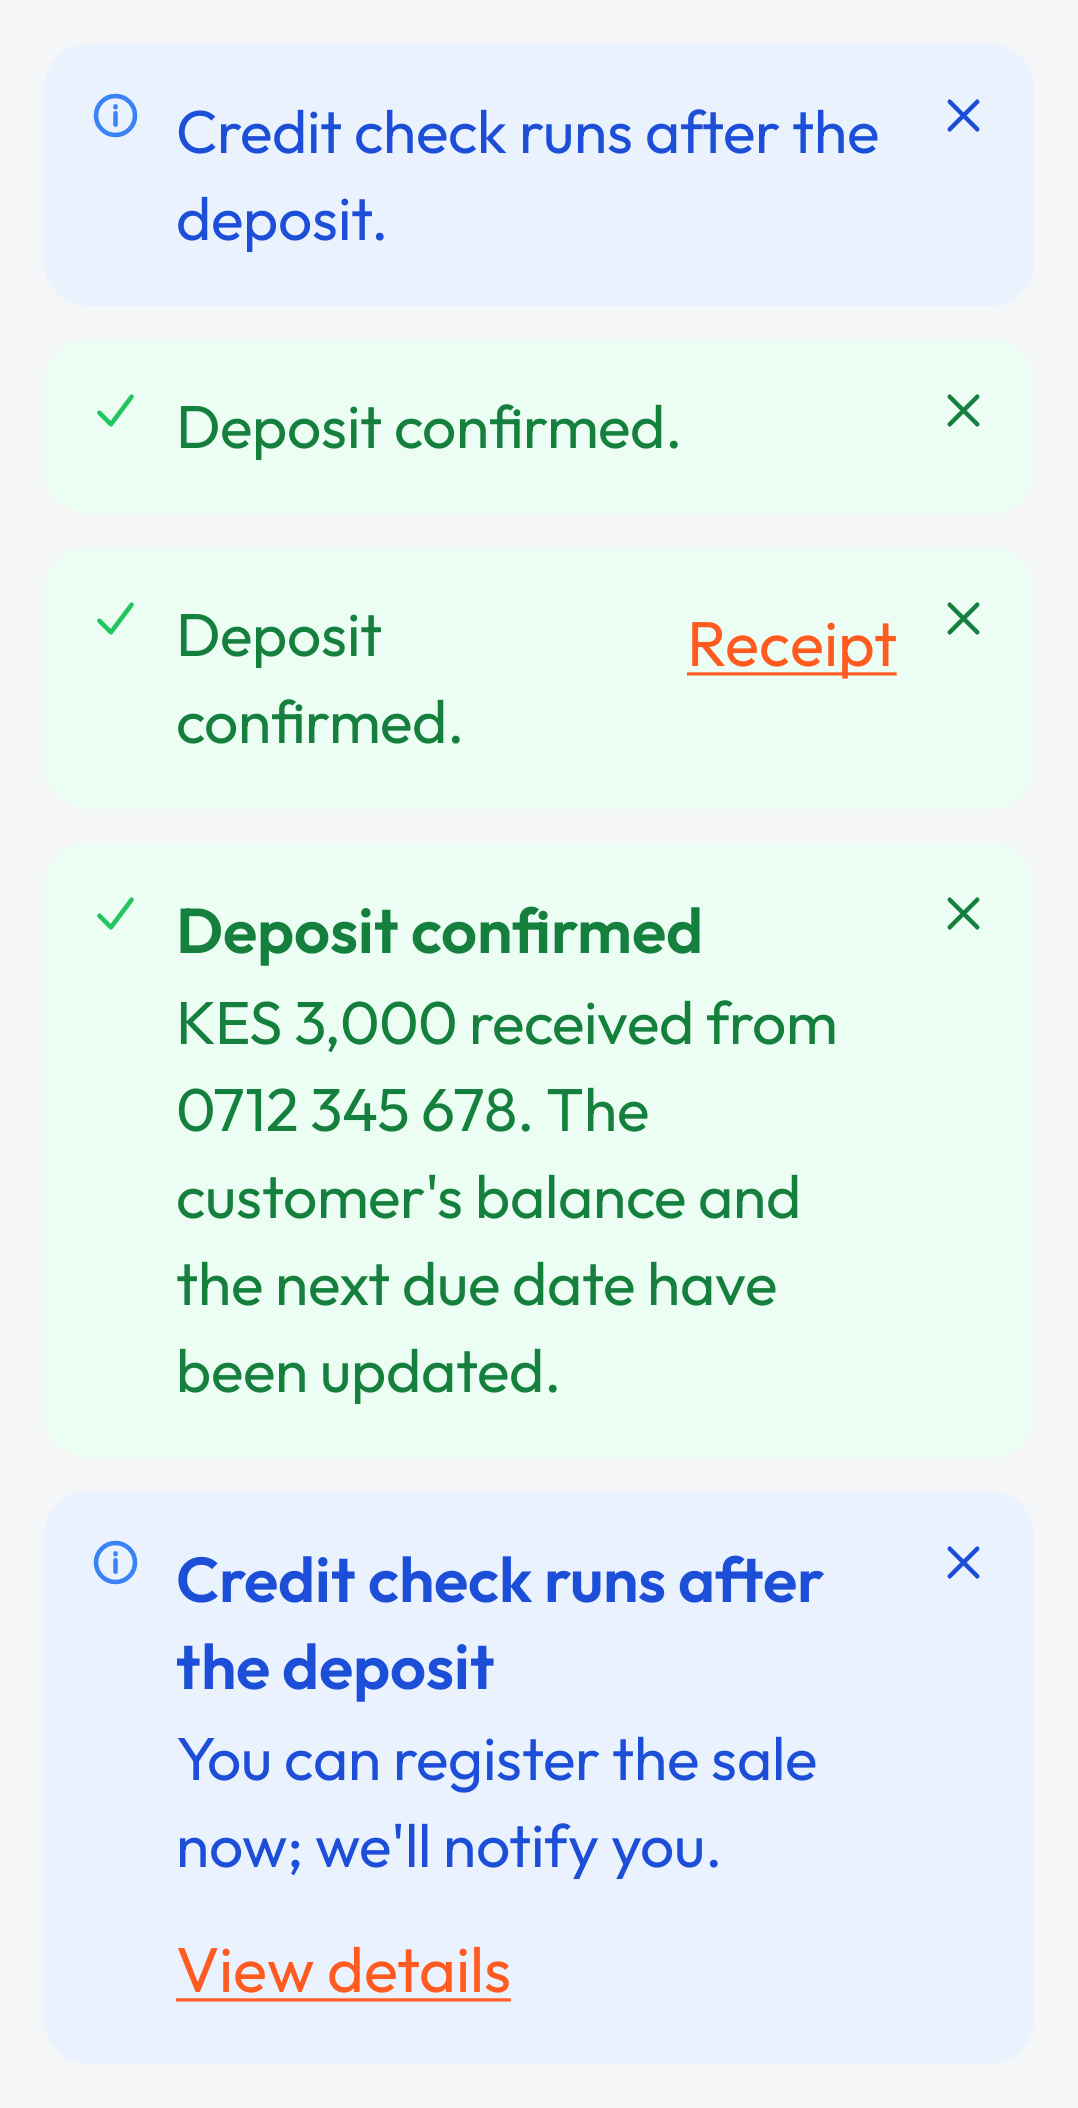 Credit check runs after the
deposit.
Deposit confirmed.
Deposit
confirmed.
Receipt
Deposit confirmed
KES 3,000 received from
0712 345 678. The
customer's balance and
the next due date have
been updated.
Credit check runs after
the deposit
You can register the sale
now; we'll notify you.
View details